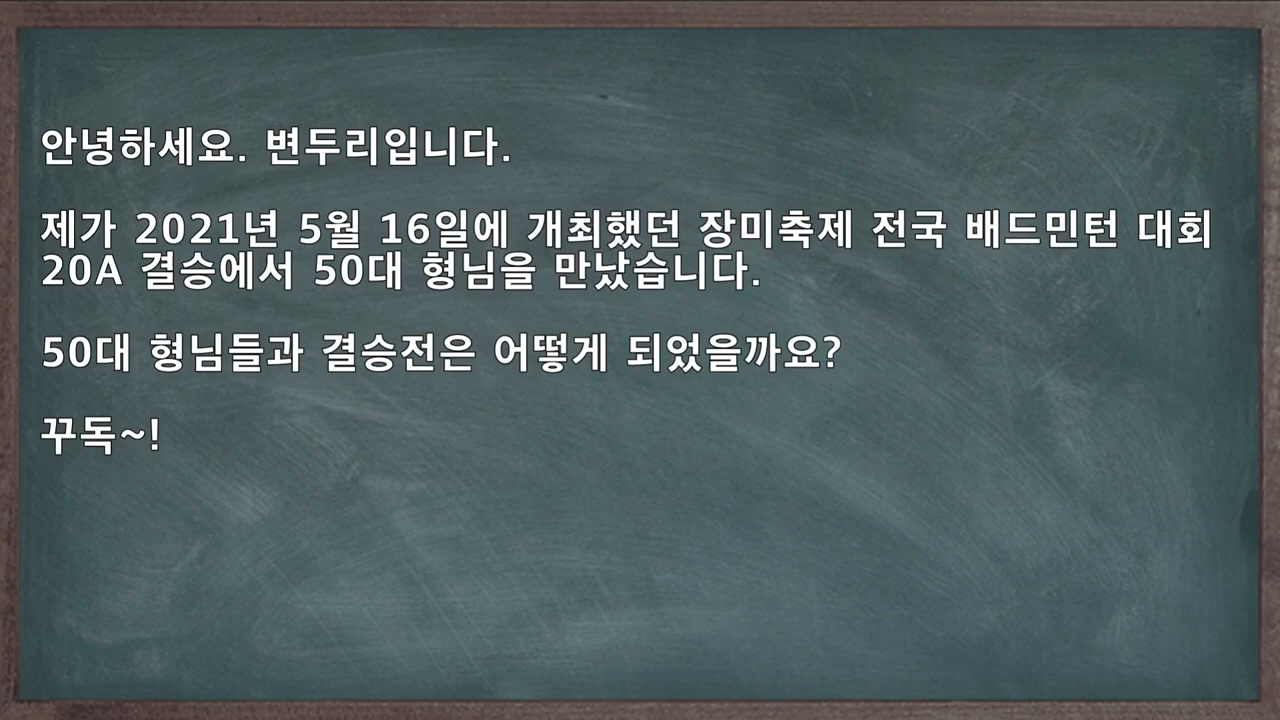 안녕하세요. 변두리입니다.
제가 2021년 5월 16일에 개최했던 장미축제 전국 배드민턴 대회
20A 결승에서 50대 형님을 만났습니다.
50대 형님들과 결승전은 어떻게 되었을까요?
꾸독~!